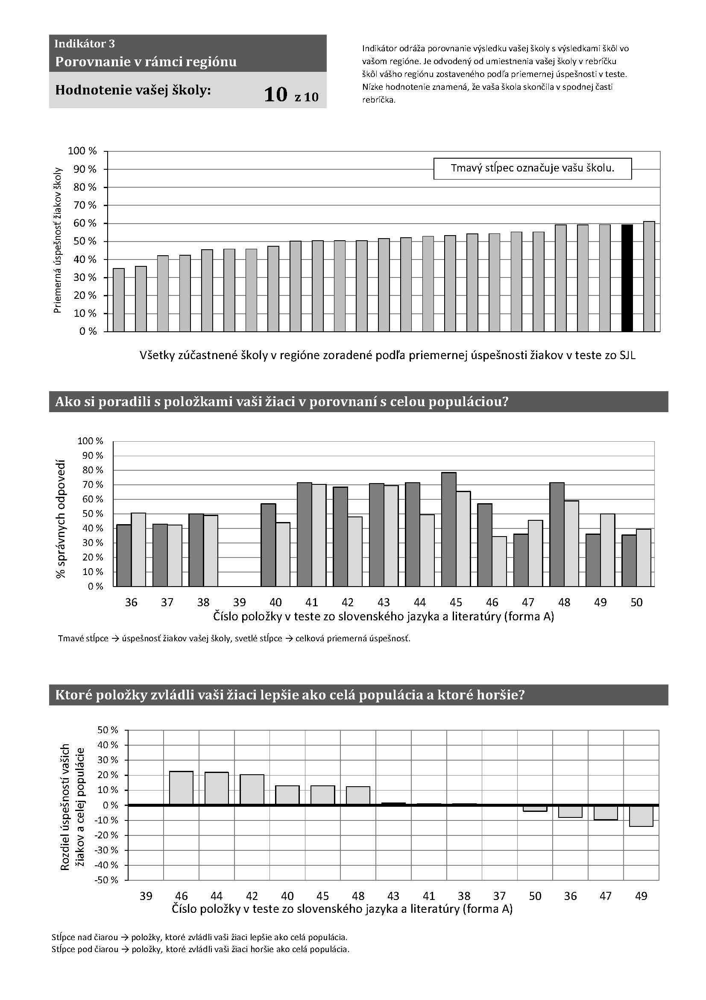 Indikátor 3
Porovnanie v rámci regiónu
Hodnotenie vašej školy: 10 z 10
Indikátor odráža porovnanie výsledku vašej školy s výsledkami škôl vo
vašom regióne. Je odvodený od umiestnenia vašej školy v rebríčku
škôl vášho regiónu zostaveného podľa priemernej úspešnosti v teste.
Nízke hodnotenie znamená, že vaša škola skončila v spodnej časti
rebríčka.
Priemerná úspešnosť žiakov školy
100 %
90 %
80 %
70 %
60 %
50 %
40 %
30 %
20 %
10 %
0 %
Tmavý stĺpec označuje vašu školu.
Všetky zúčastnené školy v regióne zoradené podľa priemernej úspešnosti žiakov v teste zo SJL
Ako si poradili s položkami vaši žiaci v porovnaní s celou populáciou?
% správnych odpovedí
100 %
90 %
80 %
70 %
60 %
50 %
40 %
30 %
20 %
10 %
0 %
36 37 38 39 40 41 42 43 44 45 46 47 48 49 50
Číslo položky v teste zo slovenského jazyka a literatúry (forma A)
Tmavé stĺpce → úspešnosť žiakov vašej školy, svetlé stĺpce → celková priemerná úspešnosť.
Ktoré položky zvládli vaši žiaci lepšie ako celá populácia a ktoré horšie?
Rozdiel úspešností vašich
žiakov a celej populácie
50 %
40 %
30 %
20 %
10 %
0 %
-10 %
-20 %
-30 %
-40 %
-50 %
39 46 44 42 40 45 48 43 41 38 37 50 36 47 49
Číslo položky v teste zo slovenského jazyka a literatúry (forma A)
Stĺpce nad čiarou → položky, ktoré zvládli vaši žiaci lepšie ako celá populácia.
Stĺpce pod čiarou → položky, ktoré zvládli vaši žiaci horšie ako celá populácia.